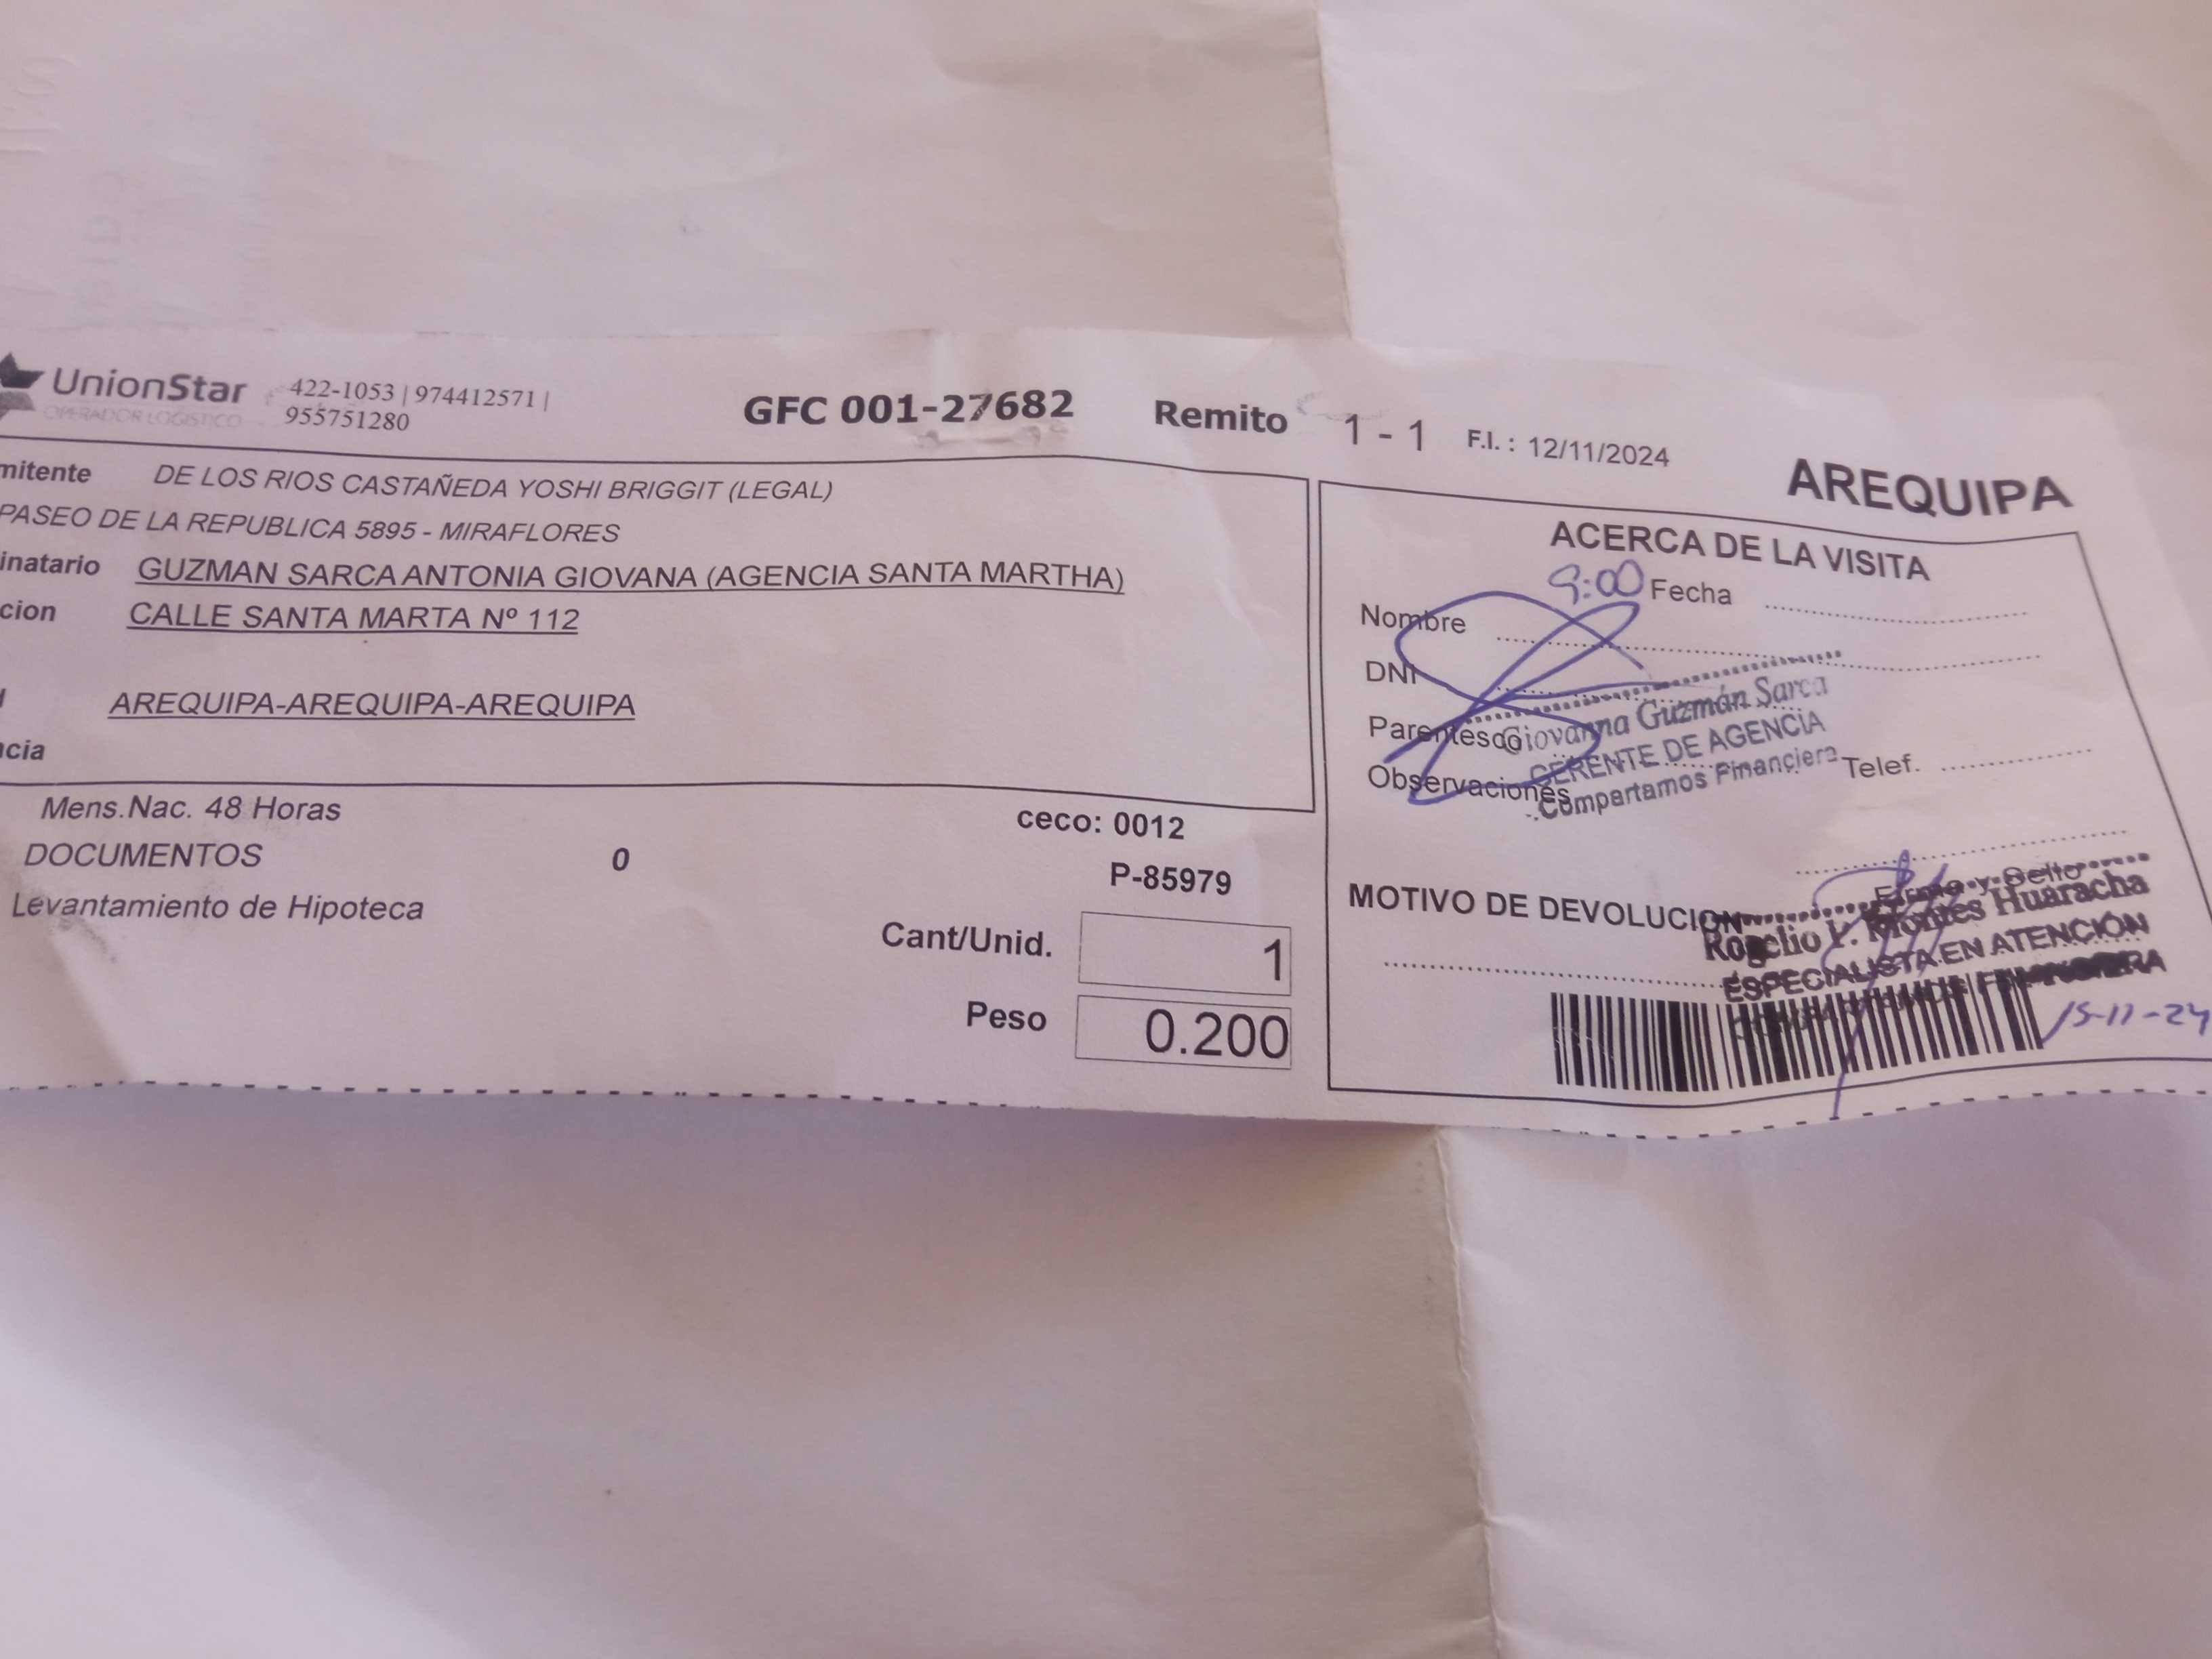 UnionStar 422-1053 | 974412571 |
OPERADOR LOGISTICO 955751280
GFC 001-27682 Remito 1 - 1 F.I. : 12/11/2024
AREQUIPA
mitente DE LOS RIOS CASTAÑEDA YOSHI BRIGGIT (LEGAL)
PASEO DE LA REPUBLICA 5895 - MIRAFLORES
inatario GUZMAN SARCA ANTONIA GIOVANA (AGENCIA SANTA MARTHA)
cion CALLE SANTA MARTA Nº 112
AREQUIPA-AREQUIPA-AREQUIPA
cia
Mens.Nac. 48 Horas
DOCUMENTOS 0
Levantamiento de Hipoteca
ceco: 0012
P-85979
Cant/Unid. 1
Peso 0.200
ACERCA DE LA VISITA
9:00 Fecha
Nombre
DNI
Parentesco
Observaciones
Telef.
Giovanna Guzmán Sarca
GERENTE DE AGENCIA
Compartamos Financiera
Firma y Sello
MOTIVO DE DEVOLUCION
Rogelio Montes Huaracha
ESPECIALISTA EN ATENCIÓN
15-11-24